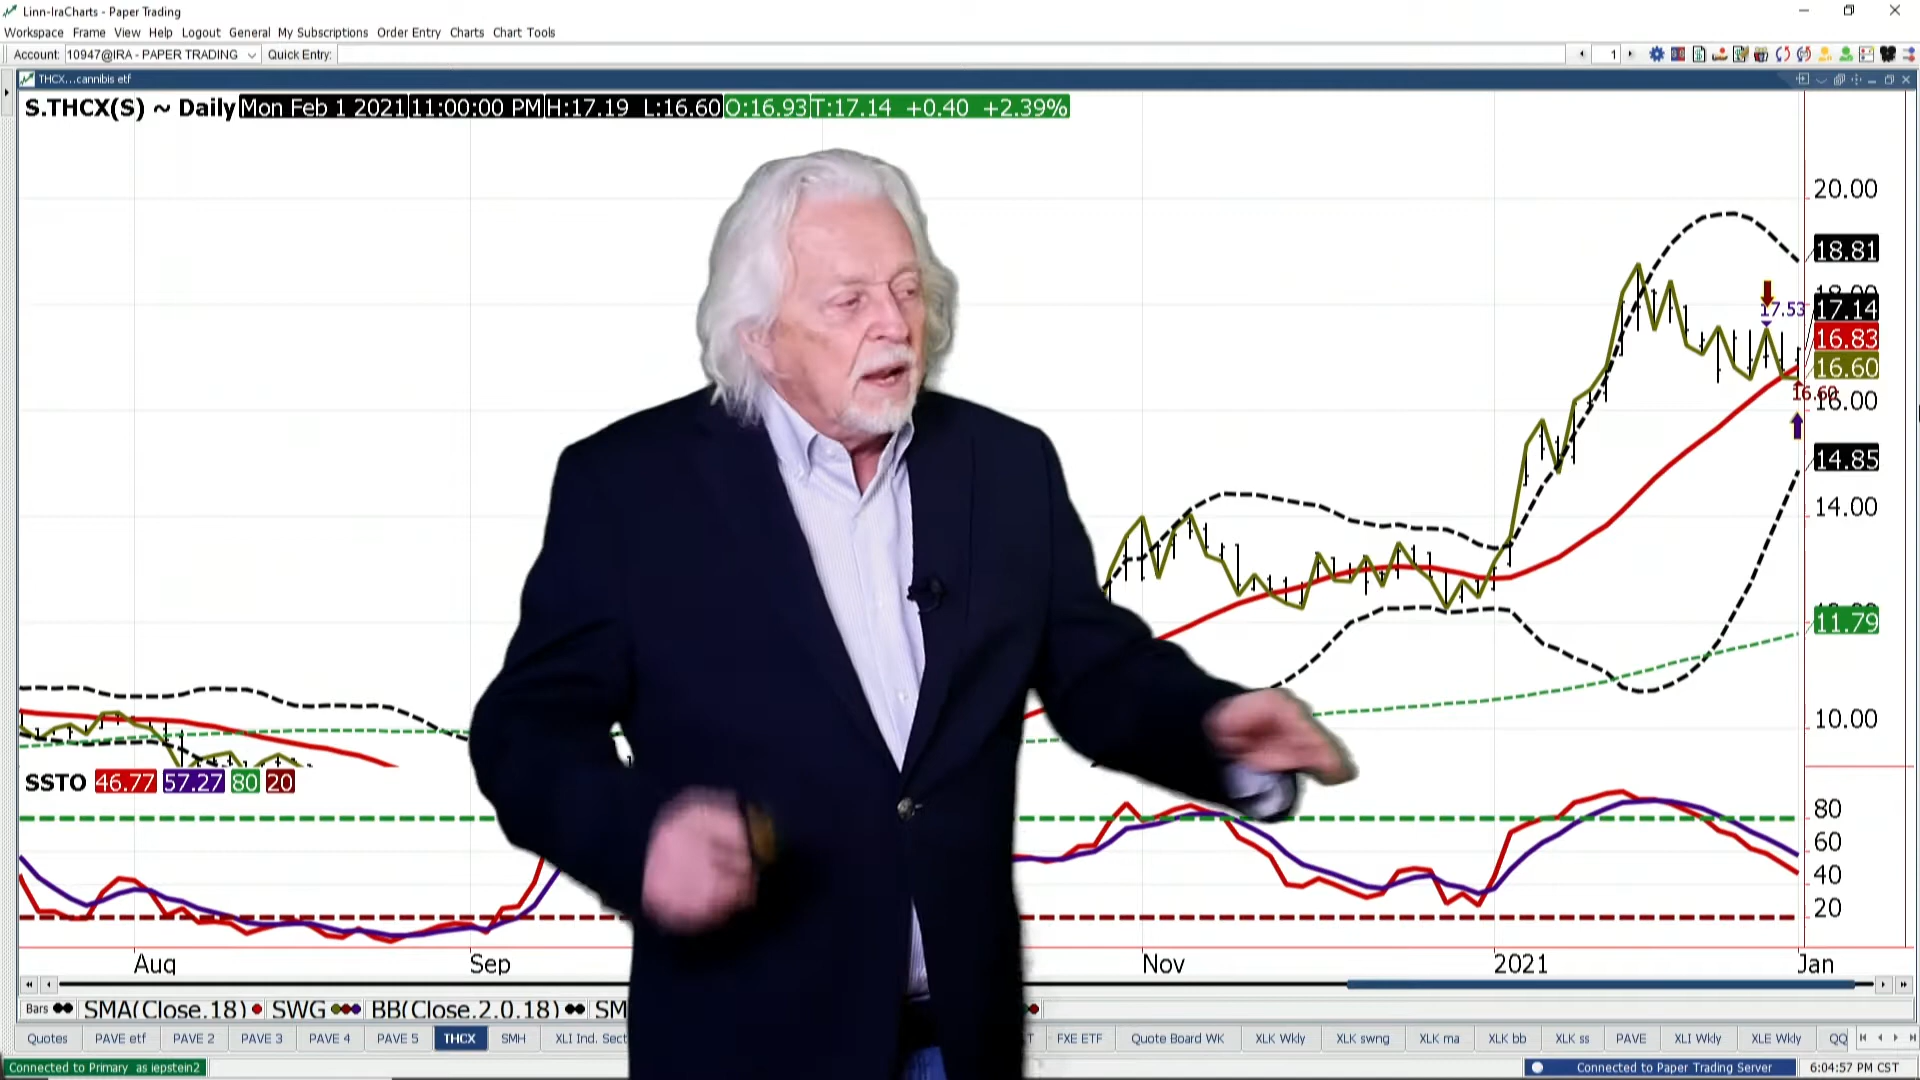 Linn-IraCharts - Paper Trading
Workspace Frame View Help Logout General My Subscriptions Order Entry Charts Chart Tools
Account: 10947@IRA - PAPER TRADING Quick Entry: 1
THCX...cannibis etf
S.THCX(S) ~ Daily Mon Feb 1 2021 11:00:00 PM H:17.19 L:16.60 O:16.93 T:17.14 +0.40 +2.39%
20.00
18.81
17.53 17.14
16.83
16.60
16.60
16.00
14.85
14.00
11.79
10.00
SSTO 46.77 57.27 80 20
80
60
40
20
Aug Sep Nov 2021 Jan
Bars SMA(Close,18) SWG BB(Close,2.0,18) SM
Quotes PAVE etf PAVE 2 PAVE 3 PAVE 4 PAVE 5 THCX SMH XLI Ind. Sect T FXE ETF Quote Board WK XLK Wkly XLK swng XLK ma XLK bb XLK ss PAVE XLI Wkly XLE Wkly QQ
Connected to Primary as iepstein2 Connected to Paper Trading Server 6:04:57 PM CST